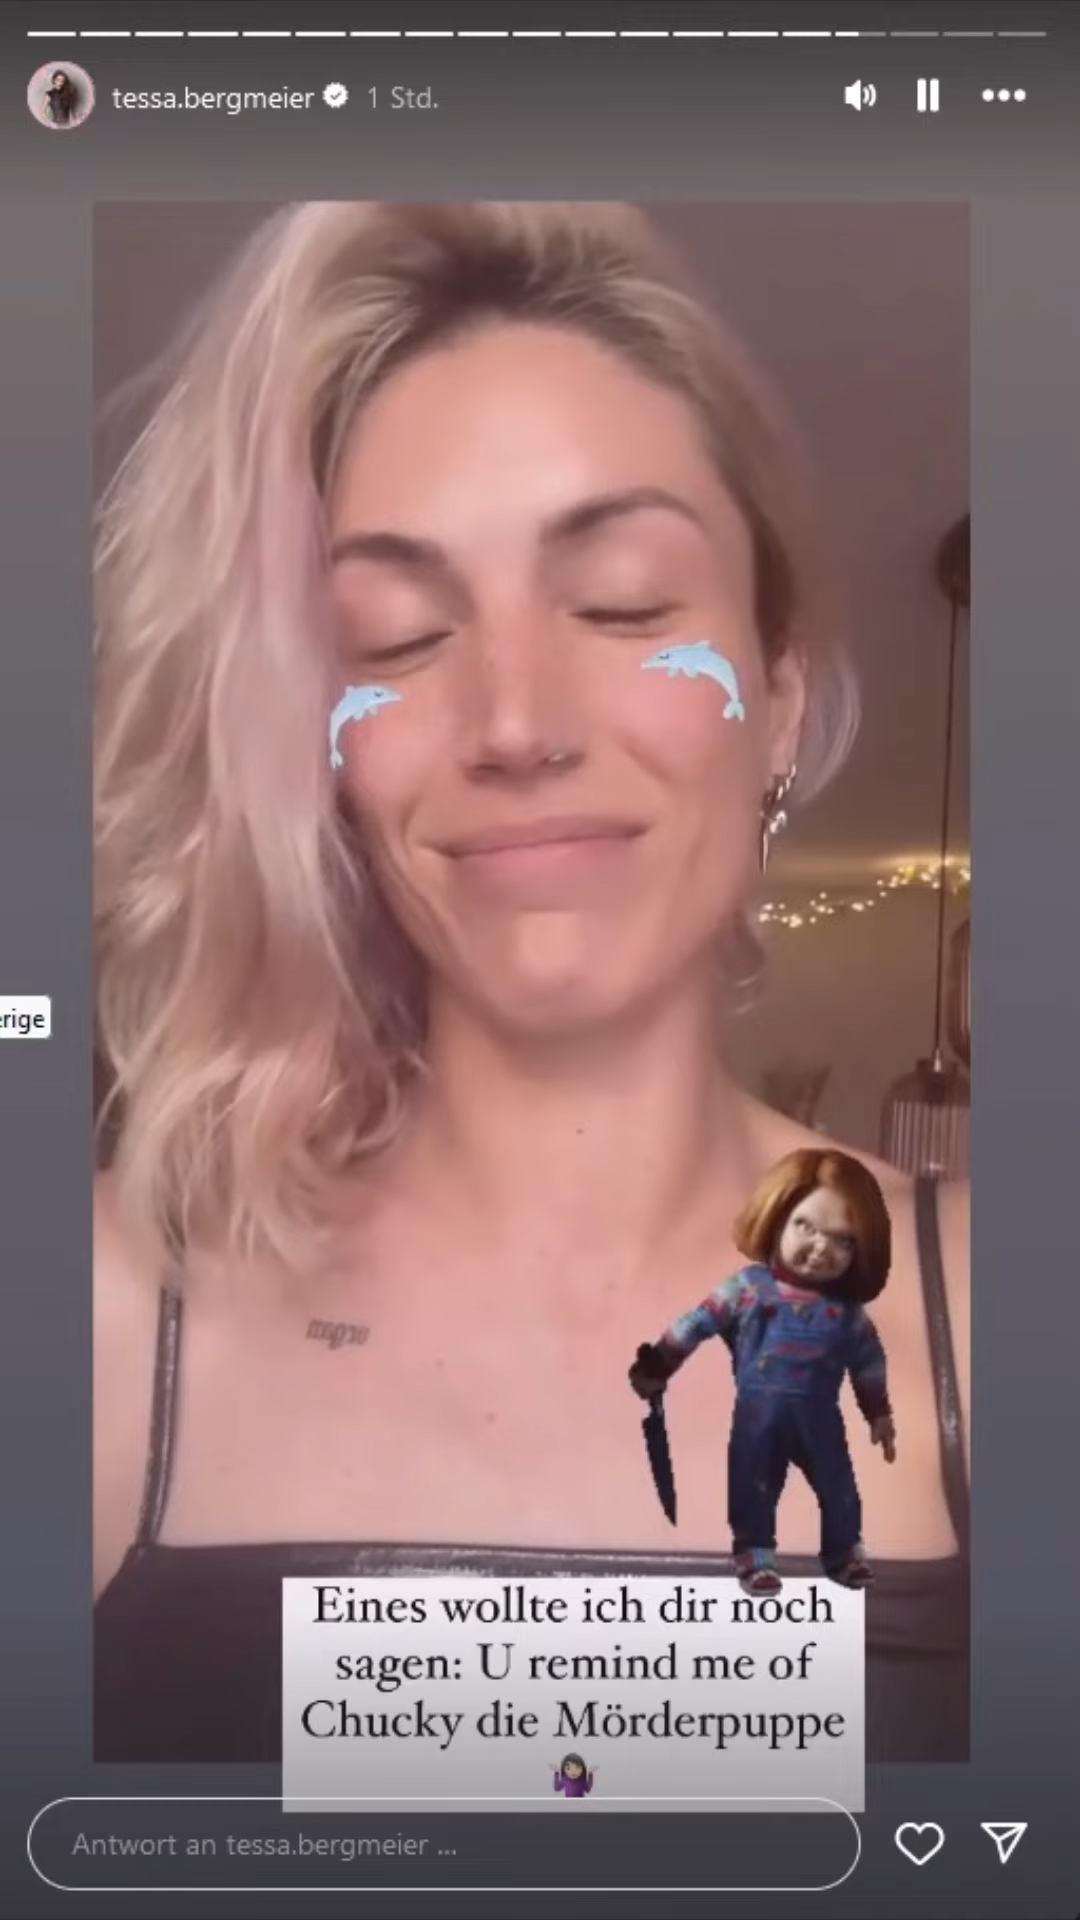 tessa.bergmeier 1 Std.
erige
Eines wollte ich dir noch
sagen: U remind me of
Chucky die Mörderpuppe
Antwort an tessa.bergmeier ...